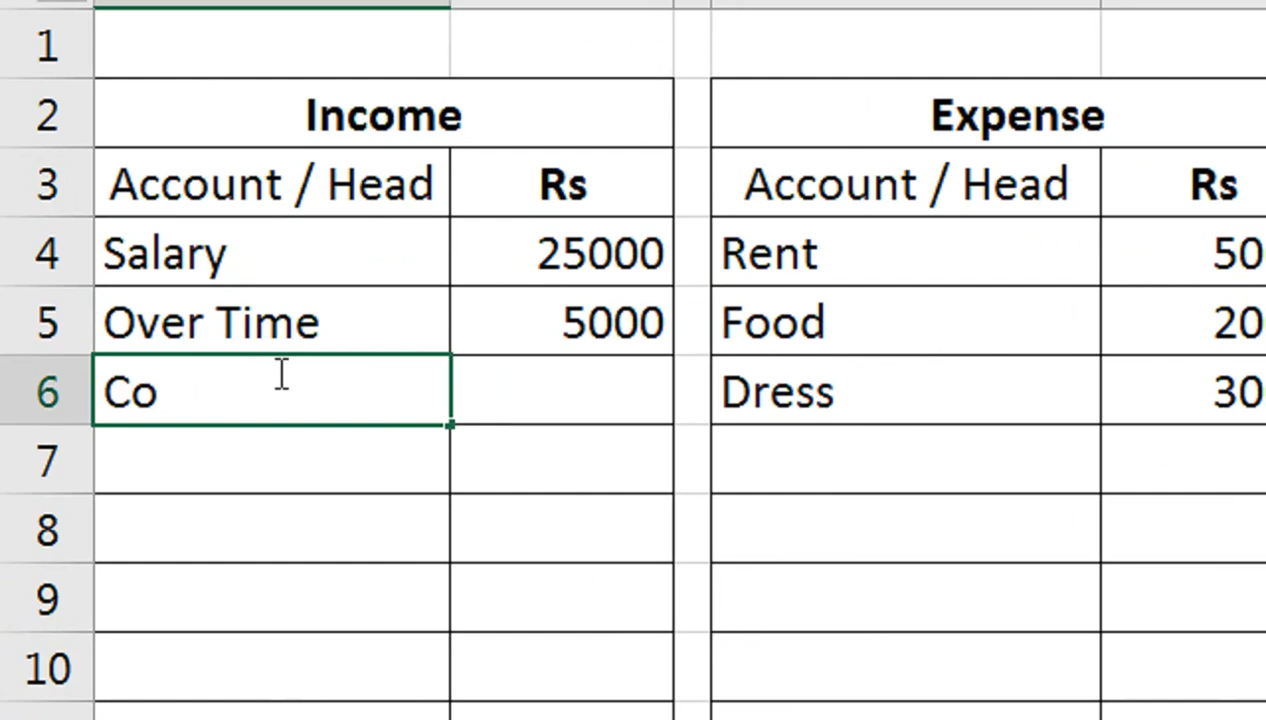 1
2 Income Expense
3 Account / Head Rs Account / Head Rs
4 Salary 25000 Rent 50
5 Over Time 5000 Food 20
6 Co Dress 30
7
8
9
10